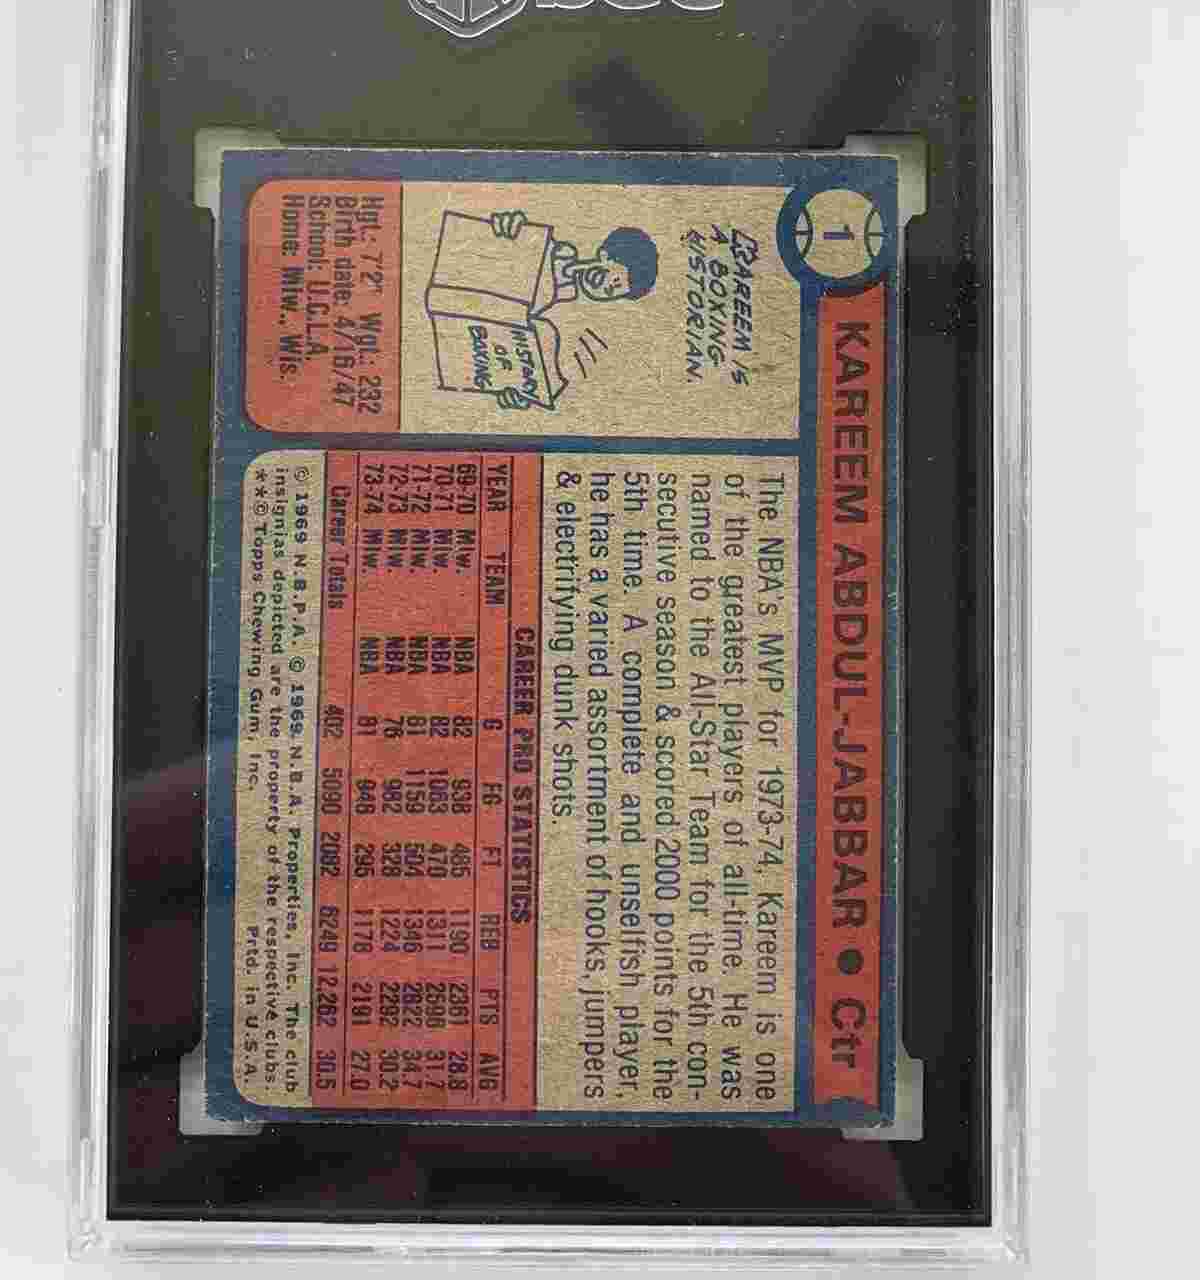 1
KAREEM ABDUL-JABBAR • Ctr
KAREEM IS
A BOXING
HISTORIAN.
HISTORY
OF
BOXING
Hgt.: 7'2" Wgt.: 232
Birth date: 4/16/47
School: U.C.L.A.
Home: Milw., Wis.
The NBA's MVP for 1973-74, Kareem is one
of the greatest players of all-time. He was
named to the All-Star Team for the 5th con-
secutive season & scored 2000 points for the
5th time. A complete and unselfish player,
he has a varied assortment of hooks, jumpers
& electrifying dunk shots.
CAREER PRO STATISTICS
YEAR TEAM G FG FT REB PTS AVG
69-70 Milw. NBA 82 938 485 1190 2361 28.8
70-71 Milw. NBA 82 1063 470 1311 2596 31.7
71-72 Milw. NBA 81 1159 504 1346 2822 34.7
72-73 Milw. NBA 76 982 328 1224 2292 30.2
73-74 Milw. NBA 81 948 295 1178 2191 27.0
Career Totals 402 5090 2082 6249 12,262 30.5
© 1969 N.B.P.A. © 1969 N.B.A. Properties, Inc. The club
insignias depicted are the property of the respective clubs.
**© Topps Chewing Gum, Inc. Prtd. in U.S.A.